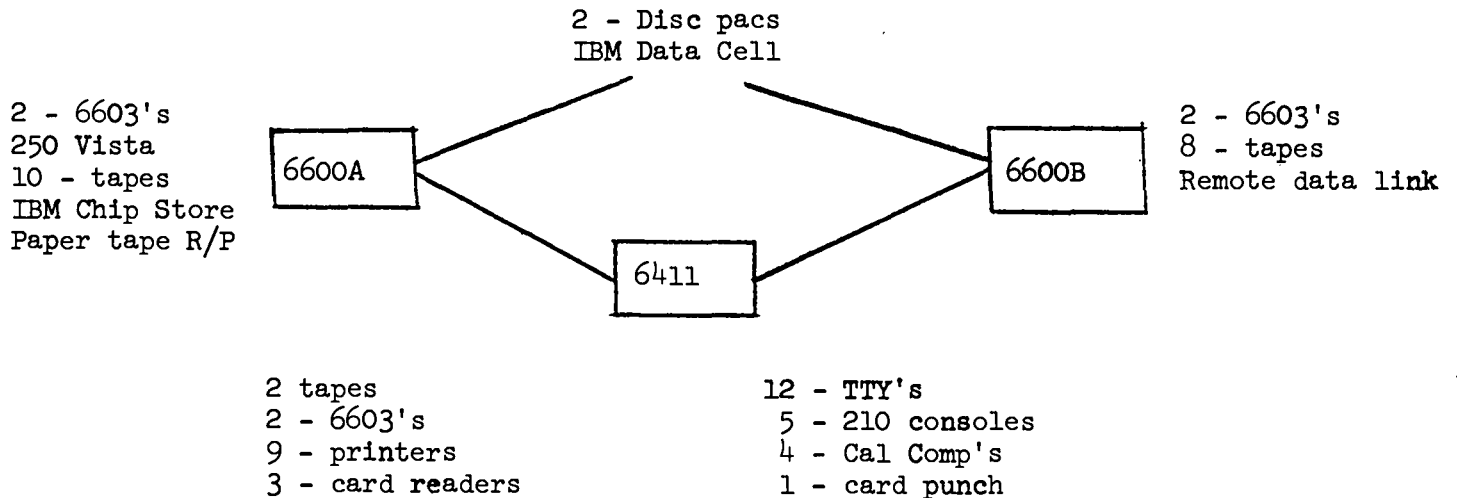 2 - Disc pacs
IBM Data Cell
2 - 6603's
250 Vista
10 - tapes
IBM Chip Store
Paper tape R/P
6600A
6600B
2 - 6603's
8 - tapes
Remote data link
6411
2 tapes
2 - 6603's
9 - printers
3 - card readers
12 - TTY's
5 - 210 consoles
4 - Cal Comp's
1 - card punch